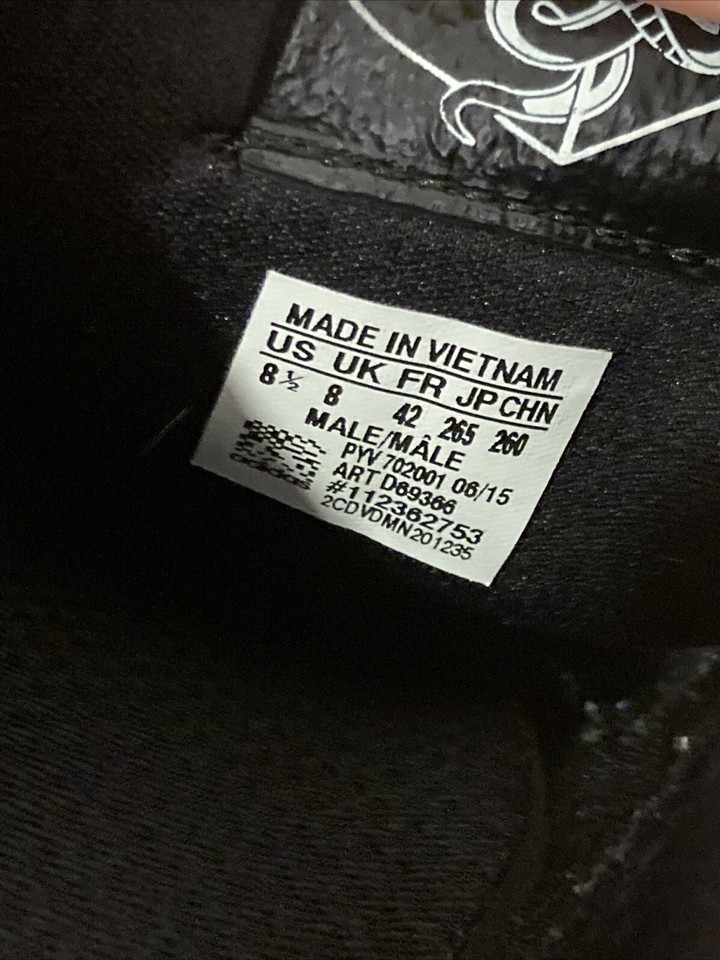 MADE IN VIETNAM
US UK FR JP CHN
8½ 8 42 265 260
MALE/MÂLE
PYV 702001 06/15
ART D69366
#112362753
2CDVDMN201235
adidas